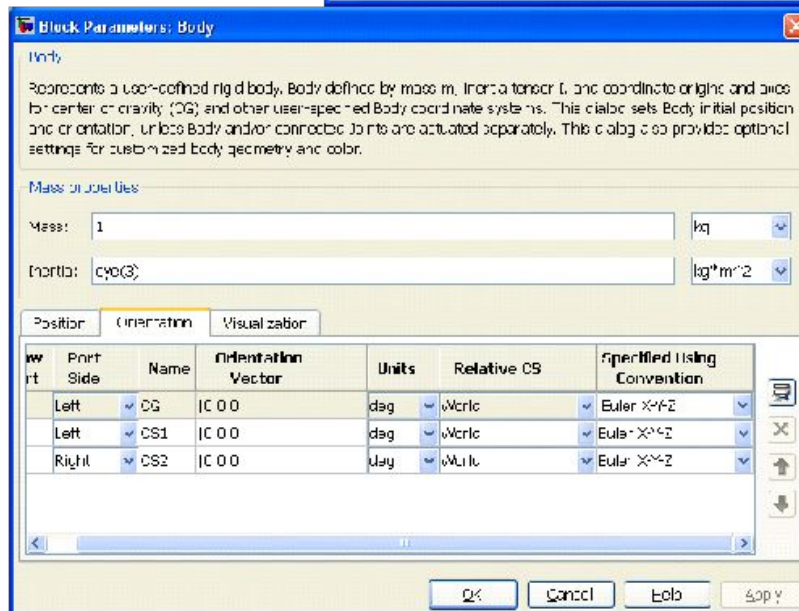 Block Parameters: Body
Body
Represents a user-defined rigid body. Body defined by mass m, inertia tensor I, and coordinate origins and axes
for center of gravity (CG) and other user-specified Body coordinate systems. This dialog sets Body initial position
and orientation, unless Body and/or connected Joints are actuated separately. This dialog also provides optional
settings for customized body geometry and color.
Mass properties
Mass: 1 kg
Inertia: eye(3) kg*m^2
Position Orientation Visualization
Port Side Name Orientation Vector Units Relative CS Specified Using Convention
Left CG [0 0 0 deg World Euler X-Y-Z
Left CS1 [0 0 0 deg World Euler X-Y-Z
Right CS2 [0 0 0 deg World Euler X-Y-Z
OK Cancel Help Apply